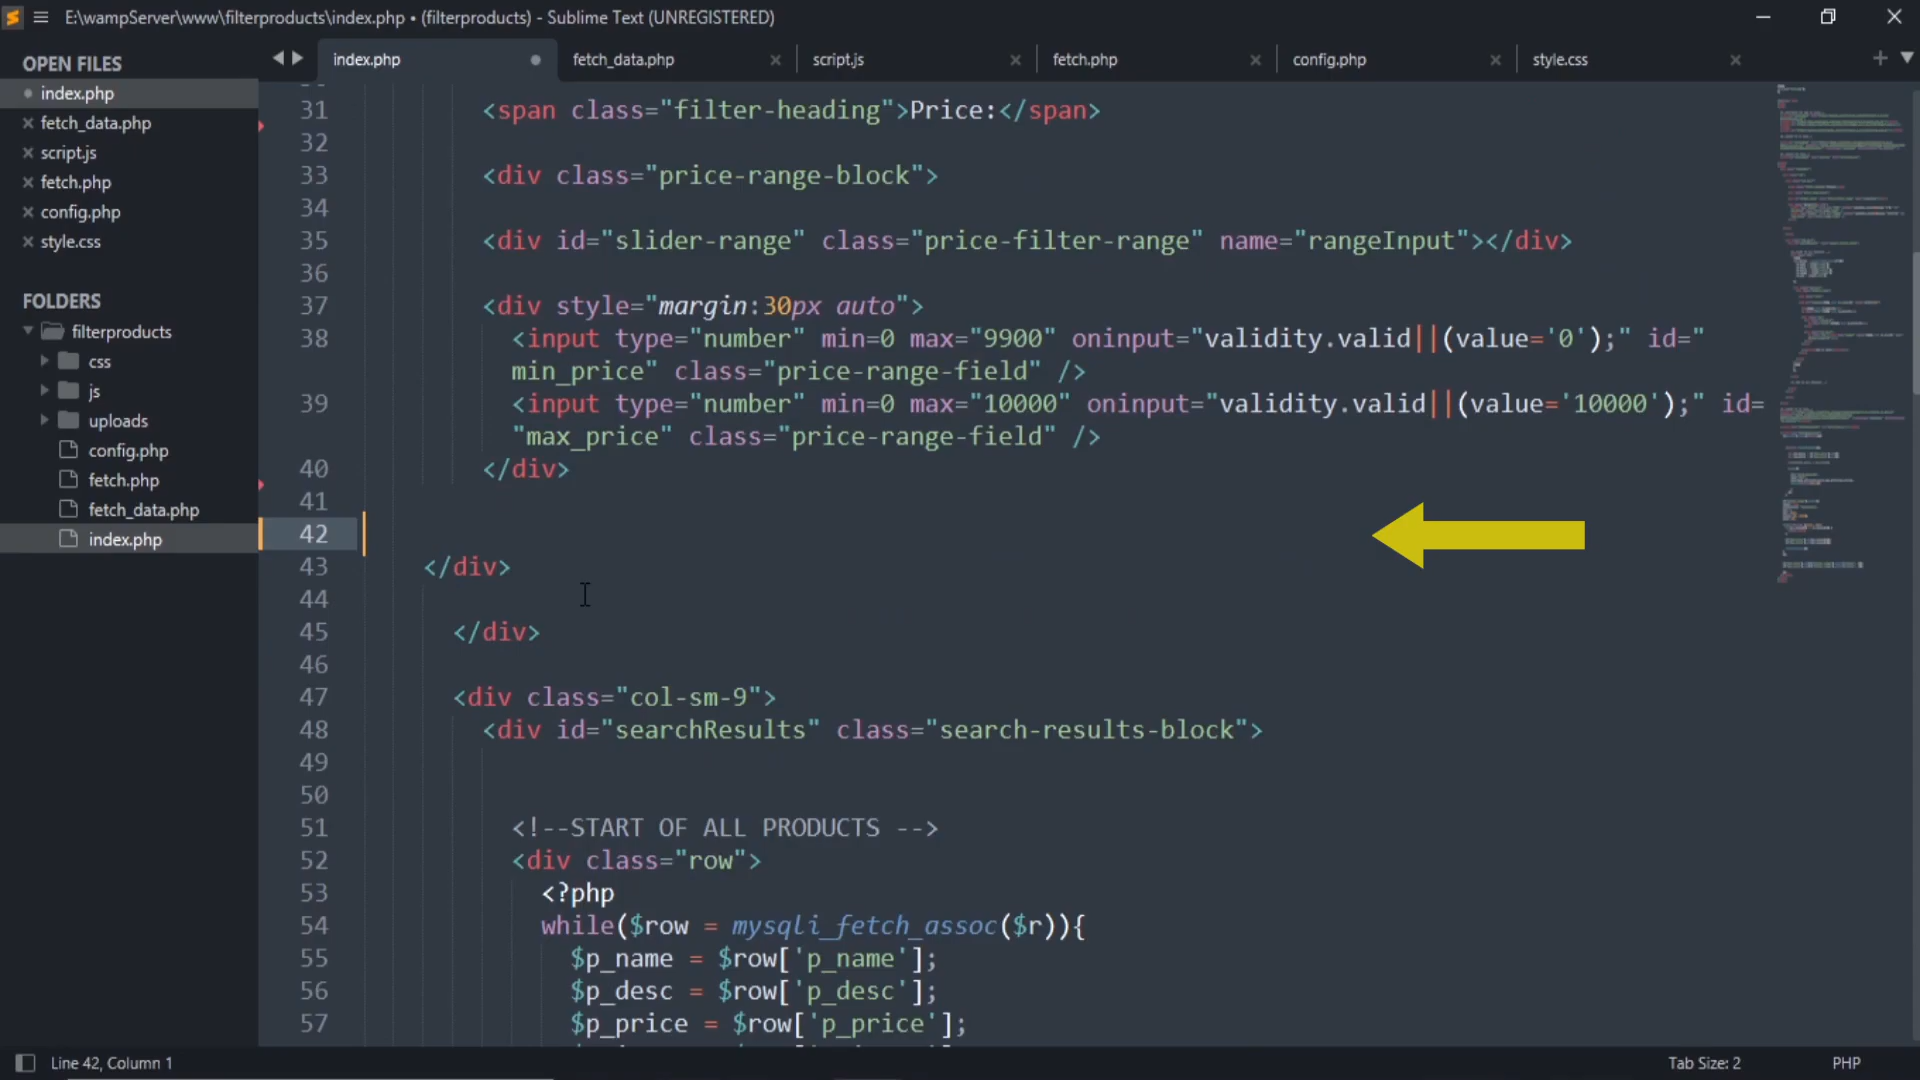 E:\wampServer\www\filterproducts\index.php • (filterproducts) - Sublime Text (UNREGISTERED)
OPEN FILES
index.php
fetch_data.php
script.js
fetch.php
config.php
style.css
FOLDERS
filterproducts
css
js
uploads
config.php
fetch.php
fetch_data.php
index.php
index.php
fetch_data.php
script.js
fetch.php
config.php
style.css
31 <span class="filter-heading">Price:</span>
32
33 <div class="price-range-block">
34
35 <div id="slider-range" class="price-filter-range" name="rangeInput"></div>
36
37 <div style="margin:30px auto">
38 <input type="number" min=0 max="9900" oninput="validity.valid||(value='0');" id="
min_price" class="price-range-field" />
39 <input type="number" min=0 max="10000" oninput="validity.valid||(value='10000');" id=
"max_price" class="price-range-field" />
40 </div>
41
42
43 </div>
44
45 </div>
46
47 <div class="col-sm-9">
48 <div id="searchResults" class="search-results-block">
49
50
51 <!--START OF ALL PRODUCTS -->
52 <div class="row">
53 <?php
54 while($row = mysqli_fetch_assoc($r)){
55 $p_name = $row['p_name'];
56 $p_desc = $row['p_desc'];
57 $p_price = $row['p_price'];
Line 42, Column 1
Tab Size: 2
PHP